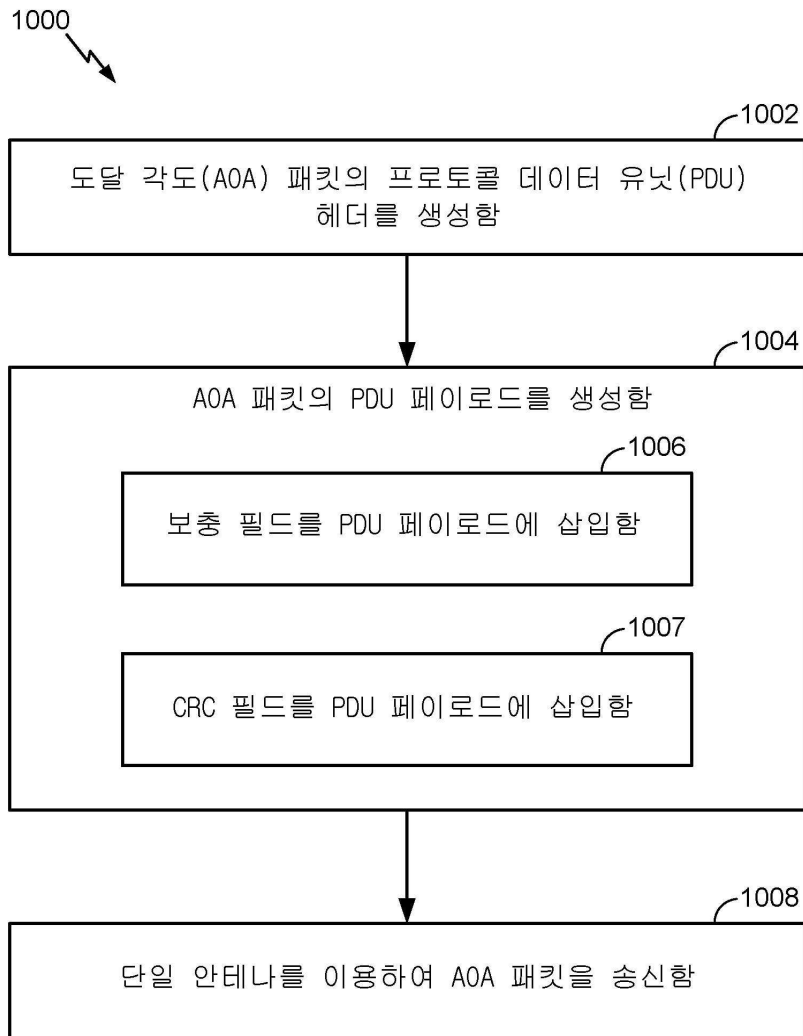 1000
1002
도달 각도(AOA) 패킷의 프로토콜 데이터 유닛(PDU)
헤더를 생성함
1004
AOA 패킷의 PDU 페이로드를 생성함
1006
보충 필드를 PDU 페이로드에 삽입함
1007
CRC 필드를 PDU 페이로드에 삽입함
1008
단일 안테나를 이용하여 AOA 패킷을 송신함